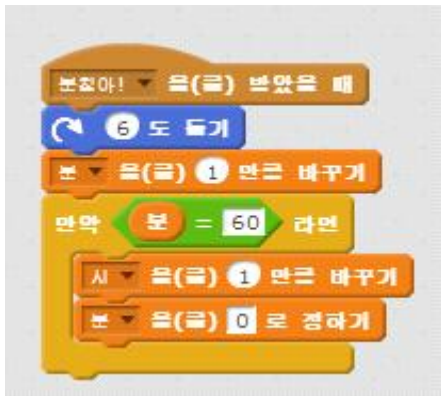 분침아! 을(를) 받았을 때
6 도 돌기
분 을(를) 1 만큼 바꾸기
만약 분 = 60 라면
시 을(를) 1 만큼 바꾸기
분 을(를) 0 로 정하기